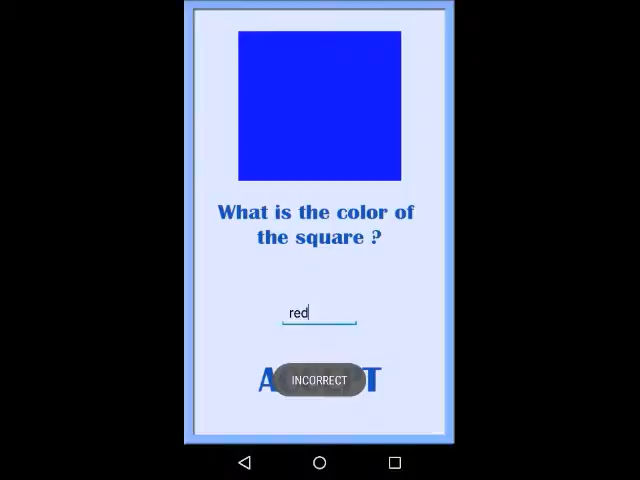 What is the color of
the square ?
red
INCORRECT